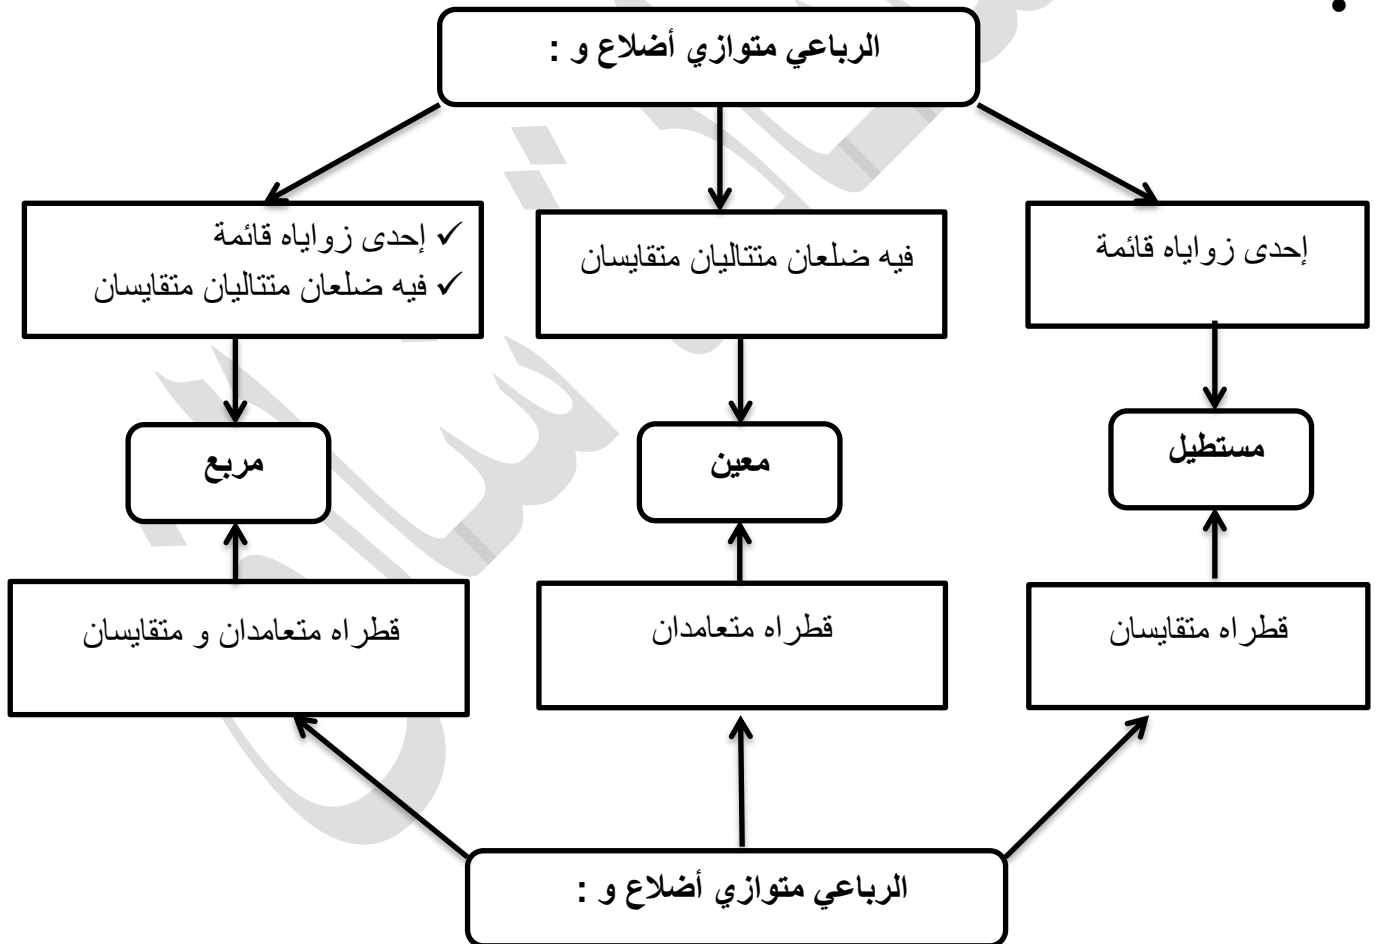 الرباعي متوازي أضلاع و :
إحدى زواياه قائمة
فيه ضلعان متتاليان متقايسان
✓ إحدى زواياه قائمة
✓ فيه ضلعان متتاليان متقايسان
مستطيل
معين
مربع
قطراه متقايسان
قطراه متعامدان
قطراه متعامدان و متقايسان
الرباعي متوازي أضلاع و :